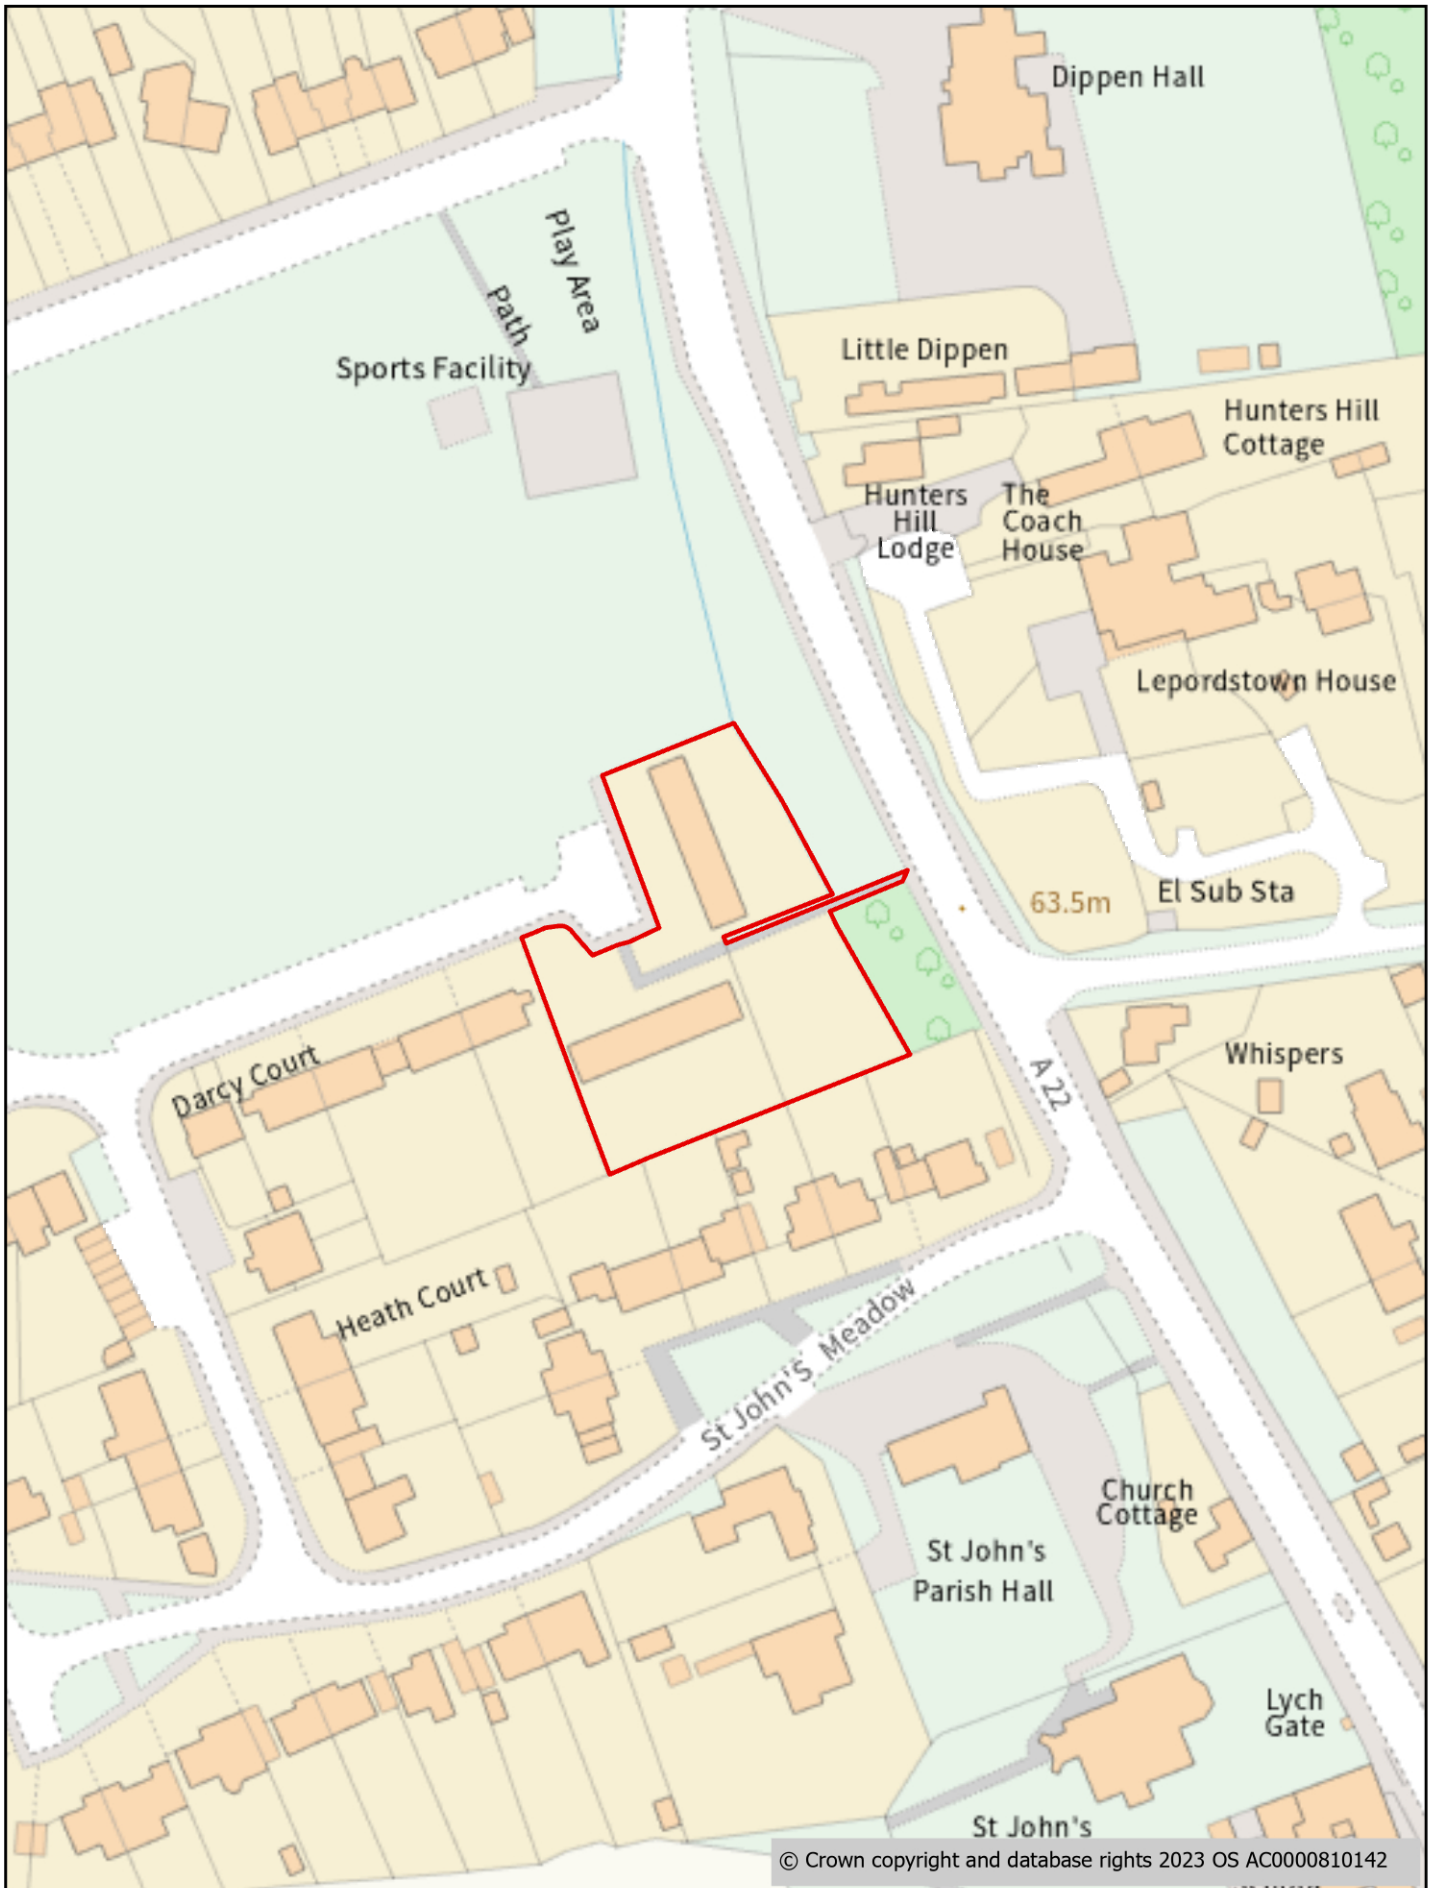 Dippen Hall
Play Area
Path
Little Dippen
Sports Facility
Hunters Hill
Cottage
Hunters
Hill
Lodge
The
Coach
House
Lepordstown House
El Sub Sta
63.5m
Whispers
A 22
Darcy Court
Heath Court
St John'S Meadow
Church
Cottage
St John's
Parish Hall
Lych
Gate
St John's
© Crown copyright and database rights 2023 OS AC0000810142